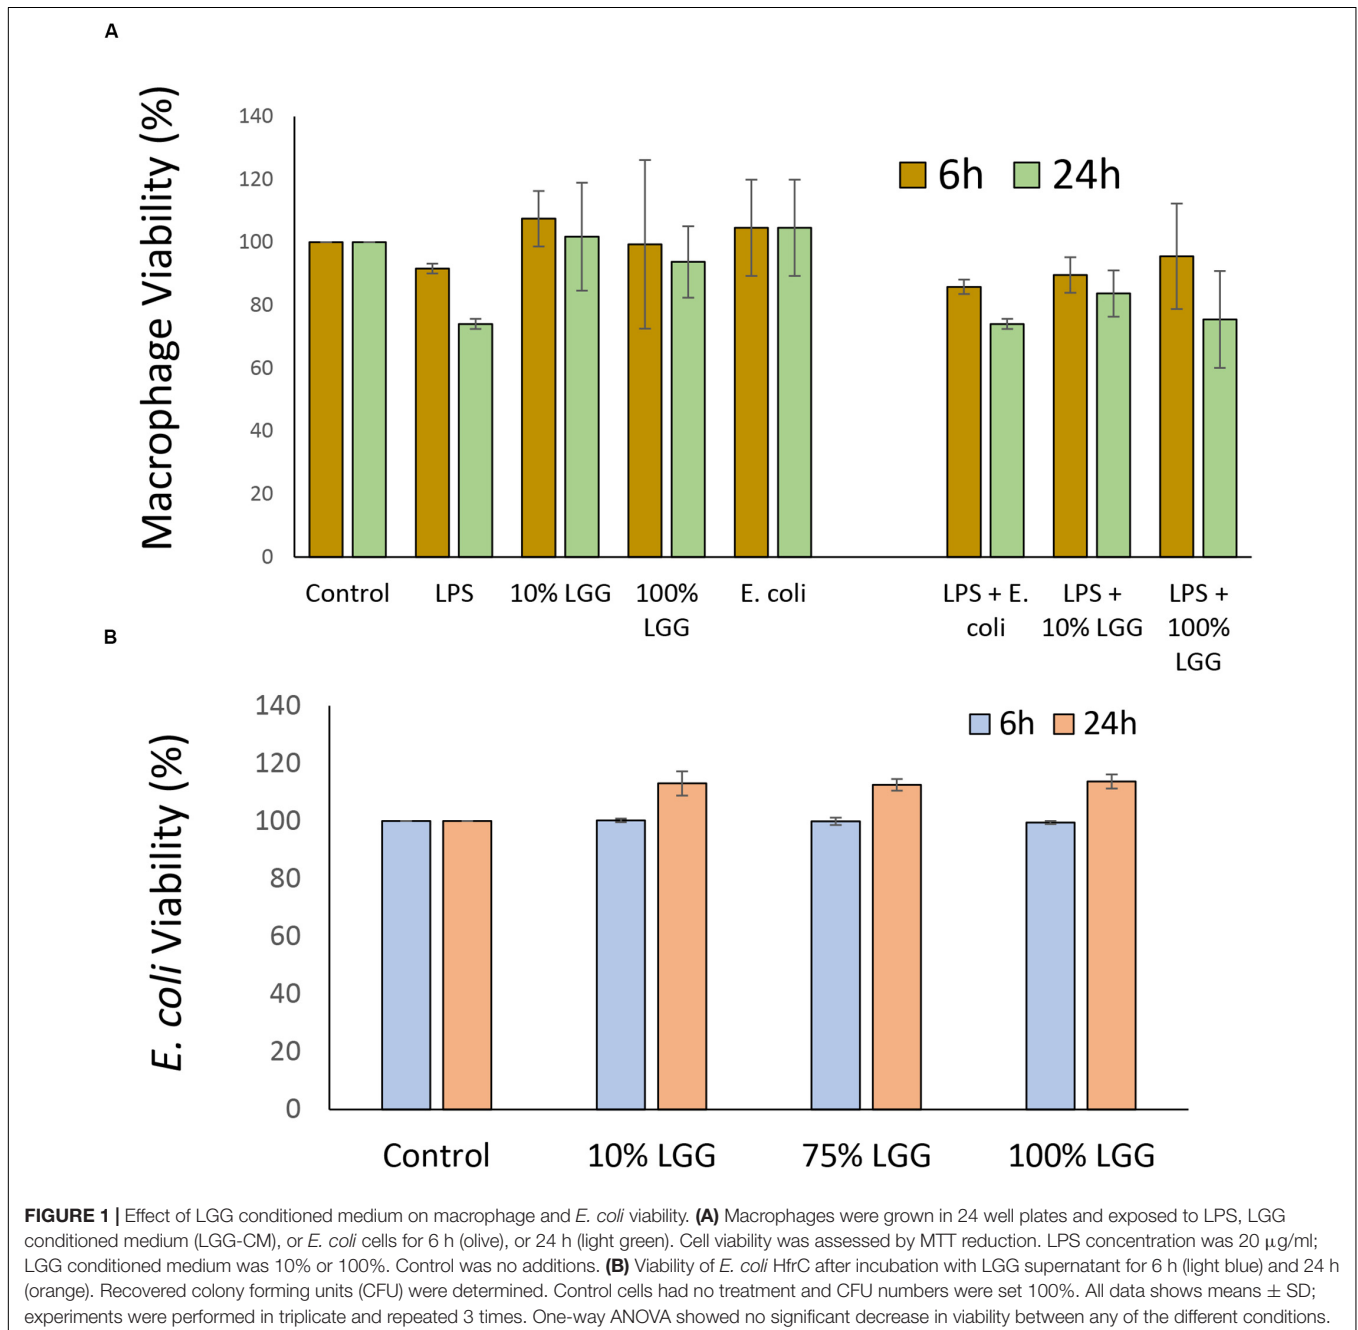 A
Macrophage Viability (%)
140
120
100
80
60
40
20
0
6h 24h
Control LPS 10% LGG 100% LGG E. coli LPS + E. coli LPS + 10% LGG LPS + 100% LGG
B
E. coli Viability (%)
140
120
100
80
60
40
20
0
6h 24h
Control 10% LGG 75% LGG 100% LGG
FIGURE 1 | Effect of LGG conditioned medium on macrophage and E. coli viability. (A) Macrophages were grown in 24 well plates and exposed to LPS, LGG
conditioned medium (LGG-CM), or E. coli cells for 6 h (olive), or 24 h (light green). Cell viability was assessed by MTT reduction. LPS concentration was 20 μg/ml;
LGG conditioned medium was 10% or 100%. Control was no additions. (B) Viability of E. coli HfrC after incubation with LGG supernatant for 6 h (light blue) and 24 h
(orange). Recovered colony forming units (CFU) were determined. Control cells had no treatment and CFU numbers were set 100%. All data shows means ± SD;
experiments were performed in triplicate and repeated 3 times. One-way ANOVA showed no significant decrease in viability between any of the different conditions.